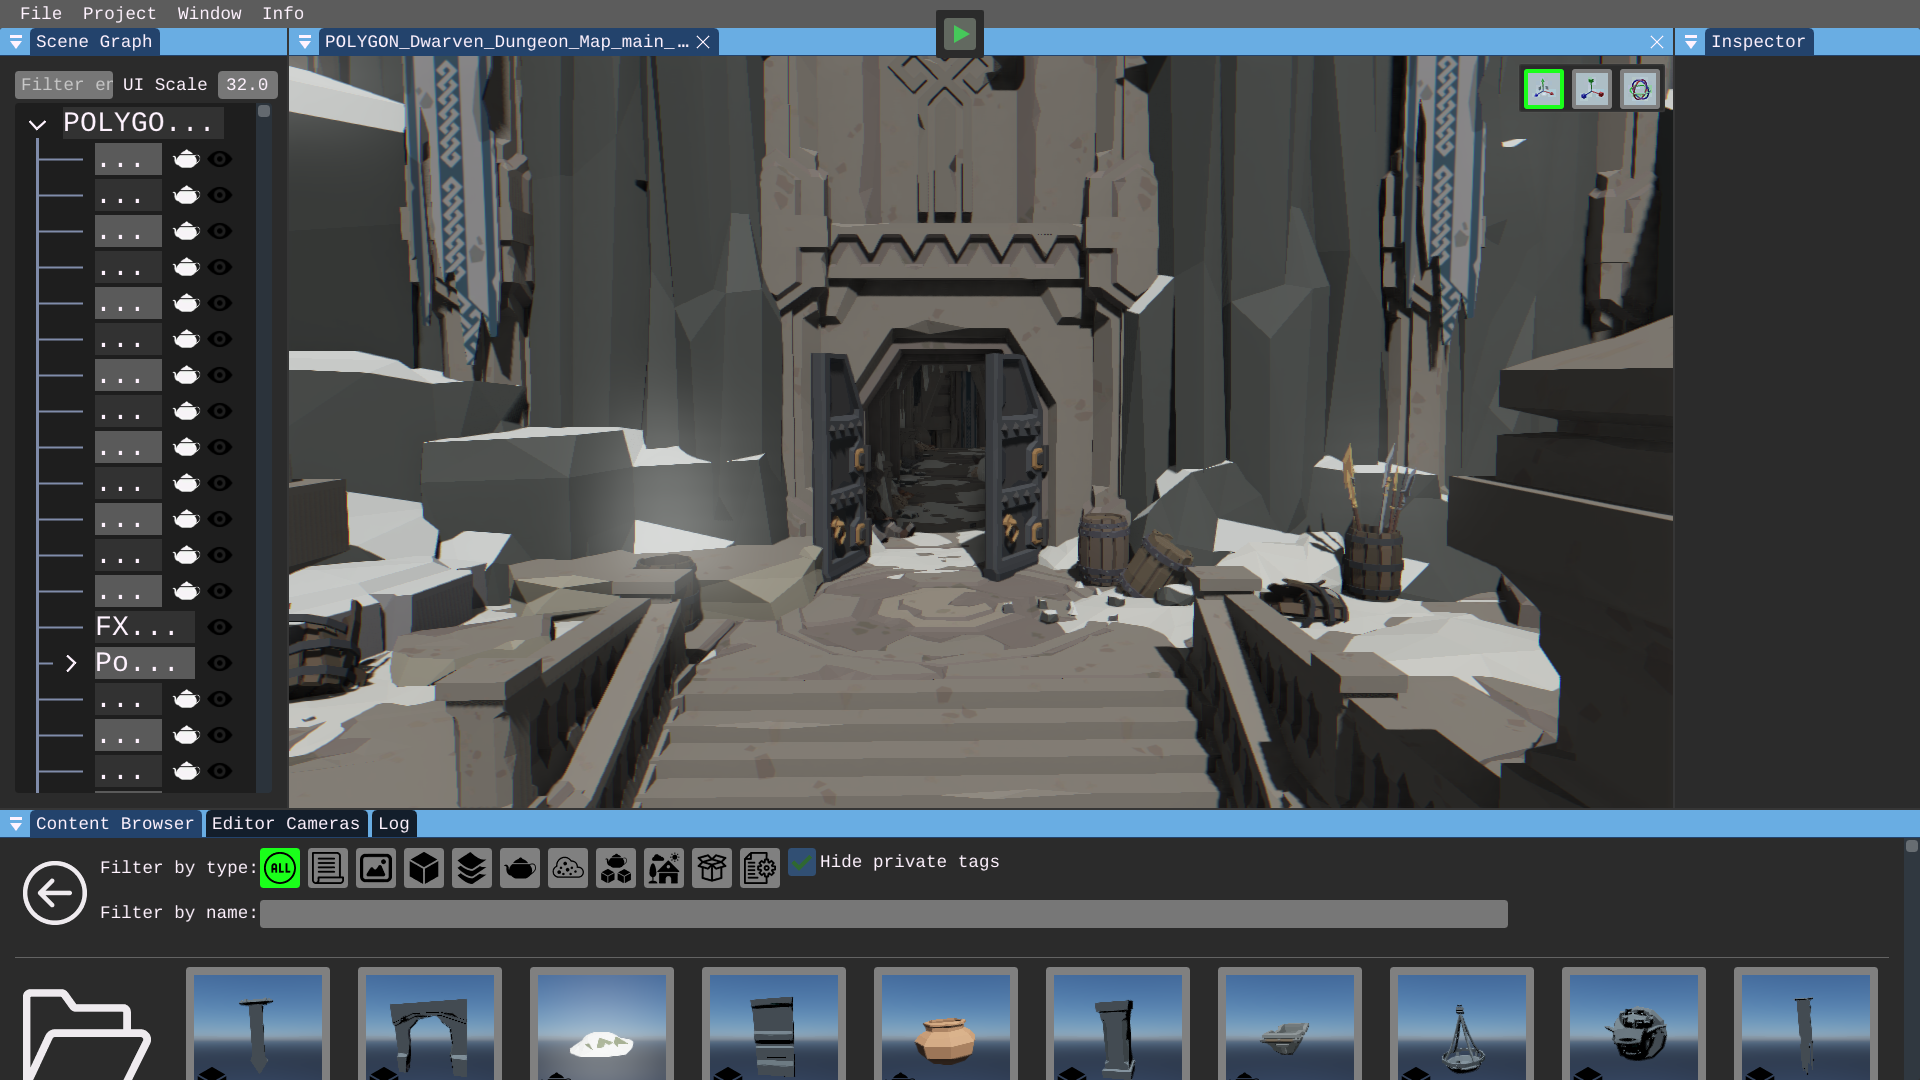 File Project Window Info
Scene Graph
POLYGON_Dwarven_Dungeon_Map_main_...
Inspector
Filter er UI Scale 32.0
POLYGO...
...
...
...
...
...
...
...
...
...
...
...
...
...
FX...
Po...
...
...
...
Content Browser Editor Cameras Log
Filter by type: ALL Hide private tags
Filter by name: